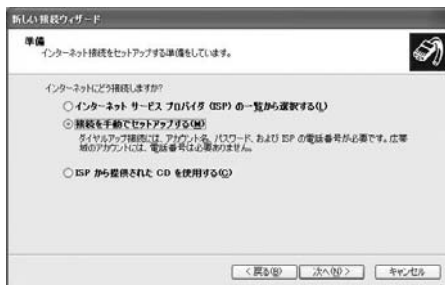 新しい接続ウィザード
準備
インターネット接続をセットアップする準備をしています。
インターネットにどう接続しますか?
インターネット サービス プロバイダ (ISP) の一覧から選択する(L)
接続を手動でセットアップする(M)
ダイヤルアップ接続には、アカウント名、パスワード、および ISP の電話番号が必要です。広帯
域のアカウントには、電話番号は必要ありません。
ISP から提供された CD を使用する(C)
< 戻る(B)
次へ(N) >
キャンセル